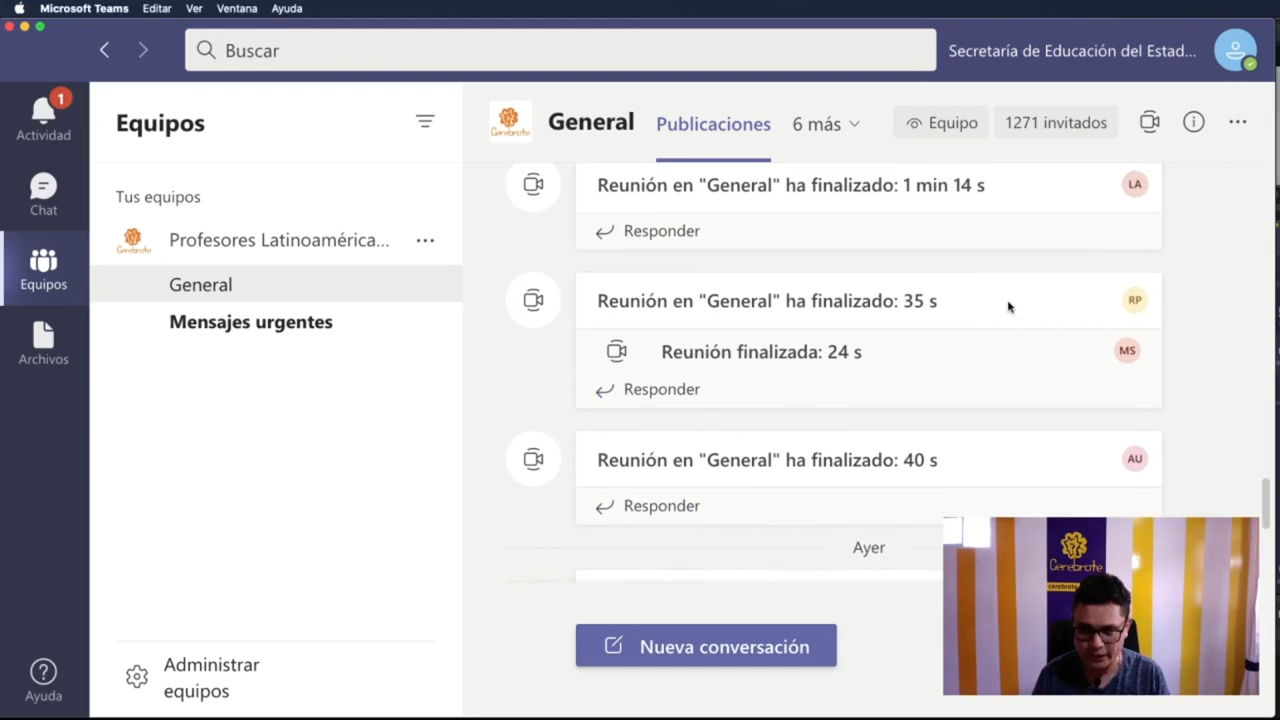 Microsoft Teams Editar Ver Ventana Ayuda
Buscar
Secretaría de Educación del Estad...
1
Actividad
Chat
Equipos
Archivos
Ayuda
Equipos
Tus equipos
Cerebrote
Profesores Latinoamérica...
General
Mensajes urgentes
Administrar
equipos
Cerebrote
General
Publicaciones
6 más
Equipo
1271 invitados
Reunión en "General" ha finalizado: 1 min 14 s
LA
Responder
Reunión en "General" ha finalizado: 35 s
RP
Reunión finalizada: 24 s
MS
Responder
Reunión en "General" ha finalizado: 40 s
AU
Responder
Ayer
Nueva conversación
Cerebrote